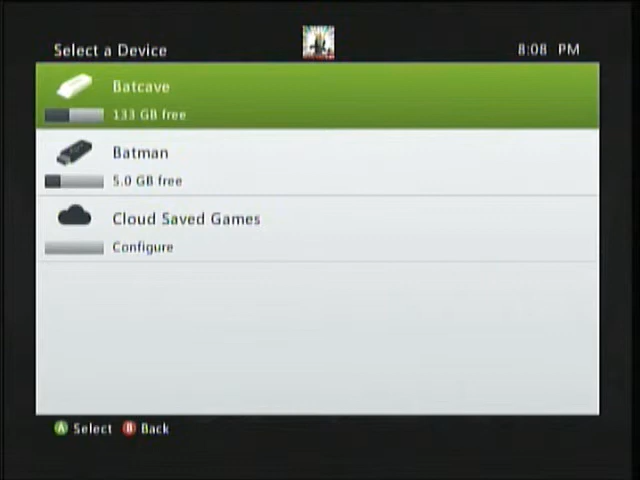 Select a Device
8:08 PM
Batcave
133 GB free
Batman
5.0 GB free
Cloud Saved Games
Configure
A Select B Back